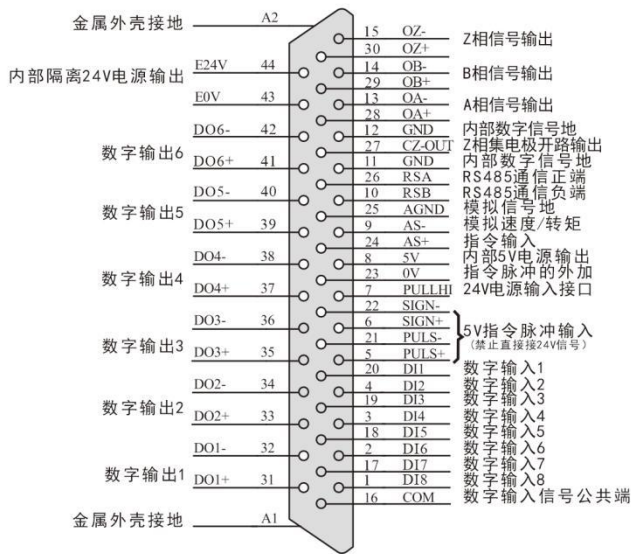 金属外壳接地 A2
15 OZ- Z相信号输出
30 OZ+
内部隔离24V电源输出 E24V 44
14 OB- B相信号输出
29 OB+
E0V 43
13 OA- A相信号输出
28 OA+
DO6- 42
12 GND 内部数字信号地
数字输出6
27 CZ-OUT Z相集电极开路输出
DO6+ 41
11 GND 内部数字信号地
26 RSA RS485通信正端
DO5- 40
10 RSB RS485通信负端
数字输出5
25 AGND 模拟信号地
DO5+ 39
9 AS- 模拟速度/转矩
24 AS+ 指令输入
DO4- 38
8 5V 内部5V电源输出
数字输出4
23 0V 指令脉冲的外加
DO4+ 37
7 PULLHI 24V电源输入接口
22 SIGN-
DO3- 36
6 SIGN+ 5V指令脉冲输入
数字输出3
21 PULS- (禁止直接接24V信号)
DO3+ 35
5 PULS+
20 DI1 数字输入1
DO2- 34
4 DI2 数字输入2
数字输出2
19 DI3 数字输入3
DO2+ 33
3 DI4 数字输入4
18 DI5 数字输入5
DO1- 32
2 DI6 数字输入6
数字输出1
17 DI7 数字输入7
DO1+ 31
1 DI8 数字输入8
16 COM 数字输入信号公共端
金属外壳接地 A1